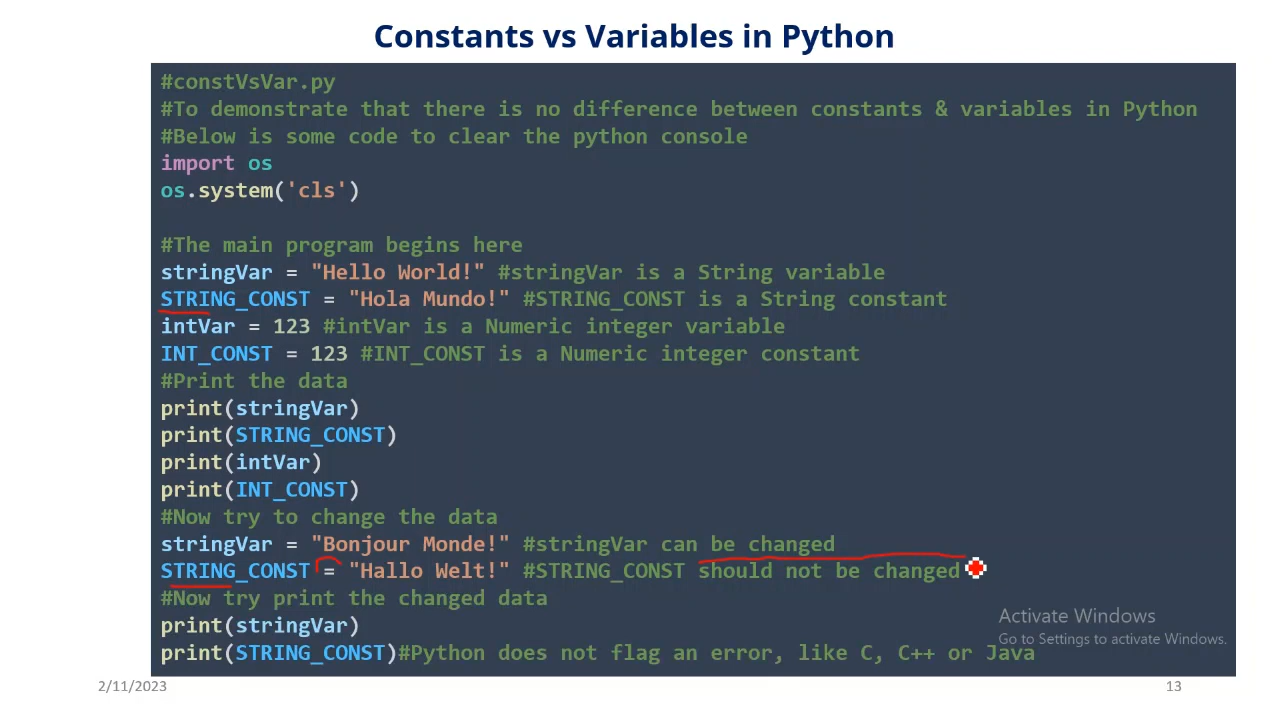 Constants vs Variables in Python
#constVsVar.py
#To demonstrate that there is no difference between constants & variables in Python
#Below is some code to clear the python console
import os
os.system('cls')
#The main program begins here
stringVar = "Hello World!" #stringVar is a String variable
STRING_CONST = "Hola Mundo!" #STRING_CONST is a String constant
intVar = 123 #intVar is a Numeric integer variable
INT_CONST = 123 #INT_CONST is a Numeric integer constant
#Print the data
print(stringVar)
print(STRING_CONST)
print(intVar)
print(INT_CONST)
#Now try to change the data
stringVar = "Bonjour Monde!" #stringVar can be changed
STRING_CONST = "Hallo Welt!" #STRING_CONST should not be changed
#Now try print the changed data
print(stringVar)
print(STRING_CONST)#Python does not flag an error, like C, C++ or Java
Activate Windows
Go to Settings to activate Windows.
2/11/2023
13